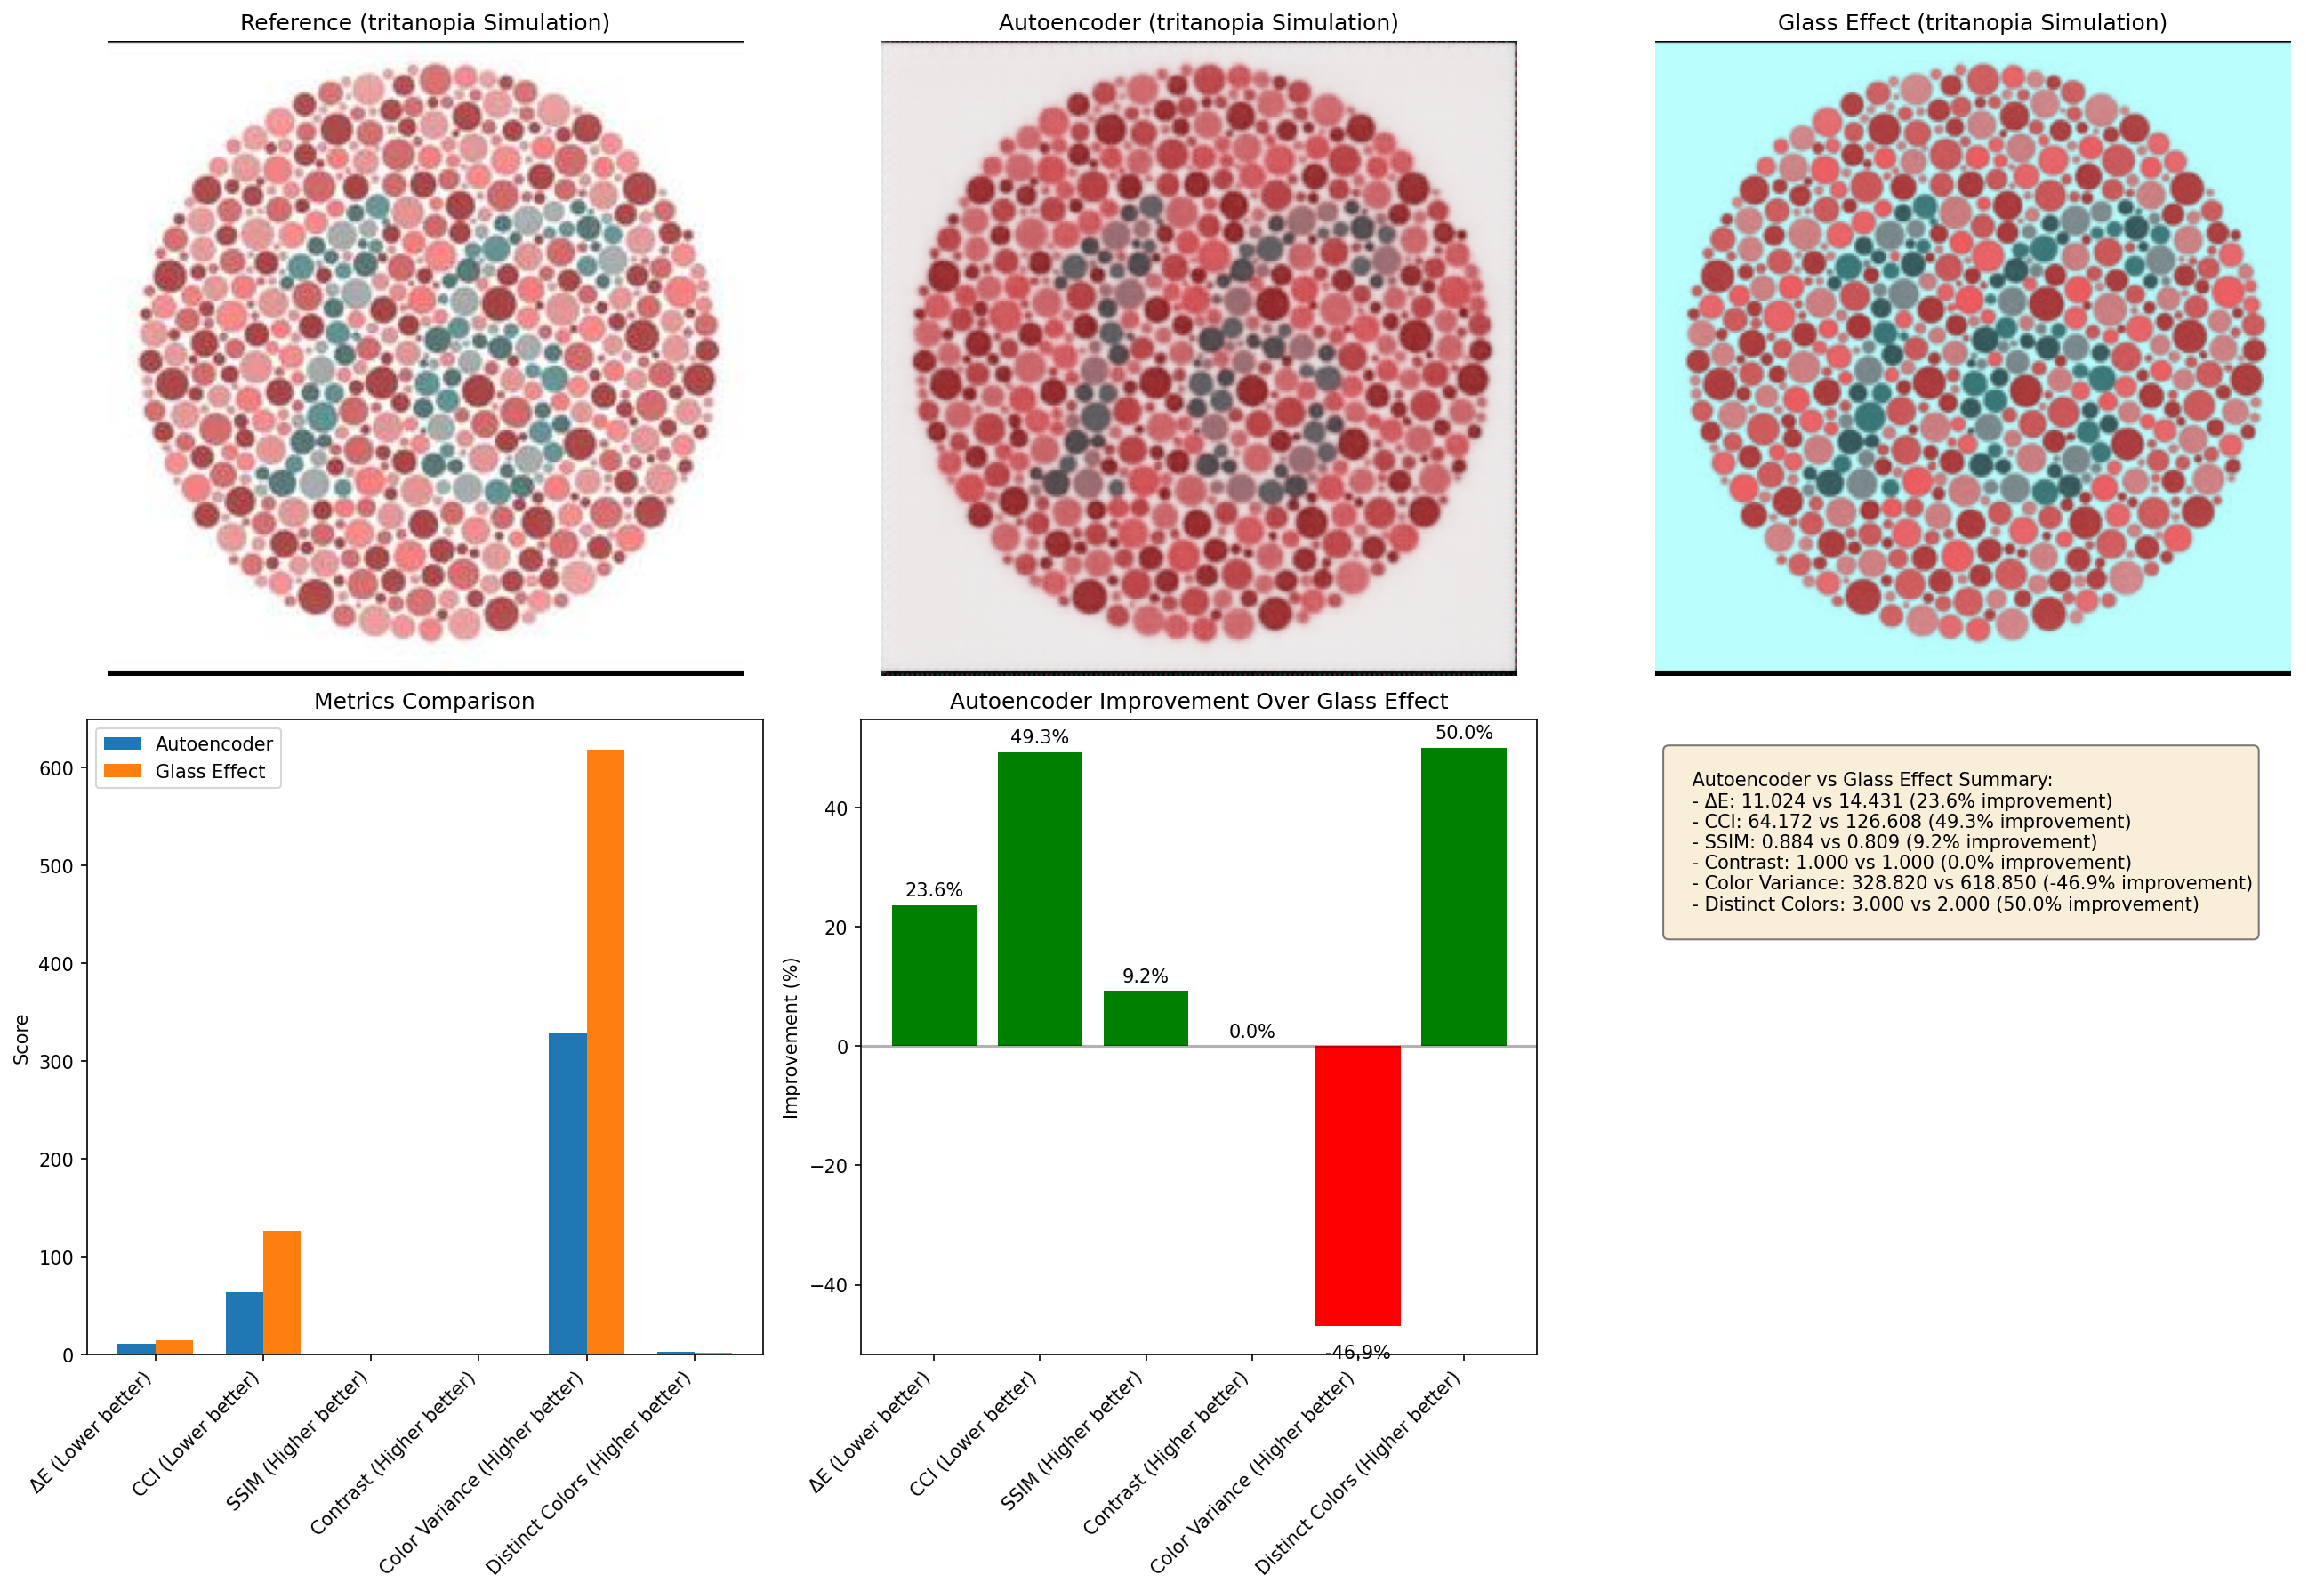 Reference (tritanopia Simulation)
Autoencoder (tritanopia Simulation)
Glass Effect (tritanopia Simulation)
Metrics Comparison
Autoencoder
Glass Effect
Score
600
500
400
300
200
100
0
ΔE (Lower better)
CCI (Lower better)
SSIM (Higher better)
Contrast (Higher better)
Color Variance (Higher better)
Distinct Colors (Higher better)
Autoencoder Improvement Over Glass Effect
Improvement (%)
40
20
0
−20
−40
23.6%
49.3%
9.2%
0.0%
-46.9%
50.0%
ΔE (Lower better)
CCI (Lower better)
SSIM (Higher better)
Contrast (Higher better)
Color Variance (Higher better)
Distinct Colors (Higher better)
Autoencoder vs Glass Effect Summary:
- ΔE: 11.024 vs 14.431 (23.6% improvement)
- CCI: 64.172 vs 126.608 (49.3% improvement)
- SSIM: 0.884 vs 0.809 (9.2% improvement)
- Contrast: 1.000 vs 1.000 (0.0% improvement)
- Color Variance: 328.820 vs 618.850 (-46.9% improvement)
- Distinct Colors: 3.000 vs 2.000 (50.0% improvement)